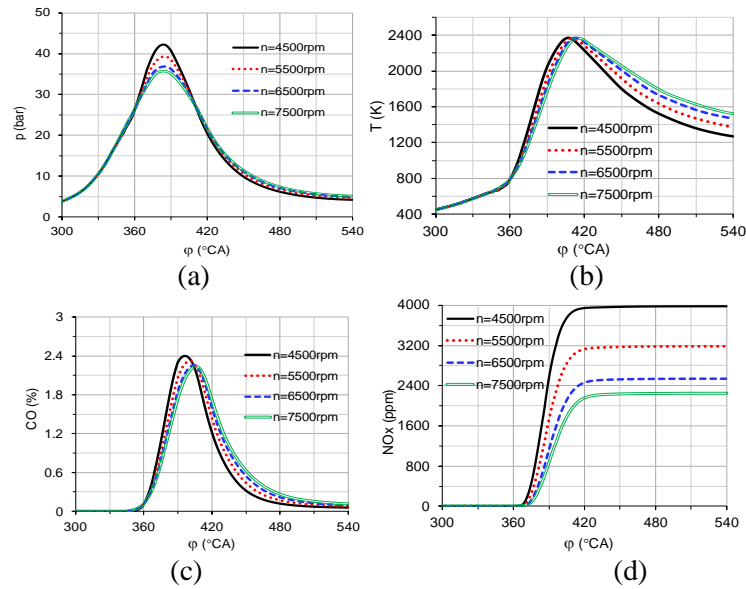 50
40
30
20
10
0
p (bar)
n=4500rpm
n=5500rpm
n=6500rpm
n=7500rpm
300 360 420 480 540
φ (°CA)
(a)
2400
2000
1600
1200
800
400
T (K)
n=4500rpm
n=5500rpm
n=6500rpm
n=7500rpm
300 360 420 480 540
φ (°CA)
(b)
3
2.4
1.8
1.2
0.6
0
CO (%)
n=4500rpm
n=5500rpm
n=6500rpm
n=7500rpm
300 360 420 480 540
φ (°CA)
(c)
4000
3200
2400
1600
800
0
NOx (ppm)
n=4500rpm
n=5500rpm
n=6500rpm
n=7500rpm
300 360 420 480 540
φ (°CA)
(d)